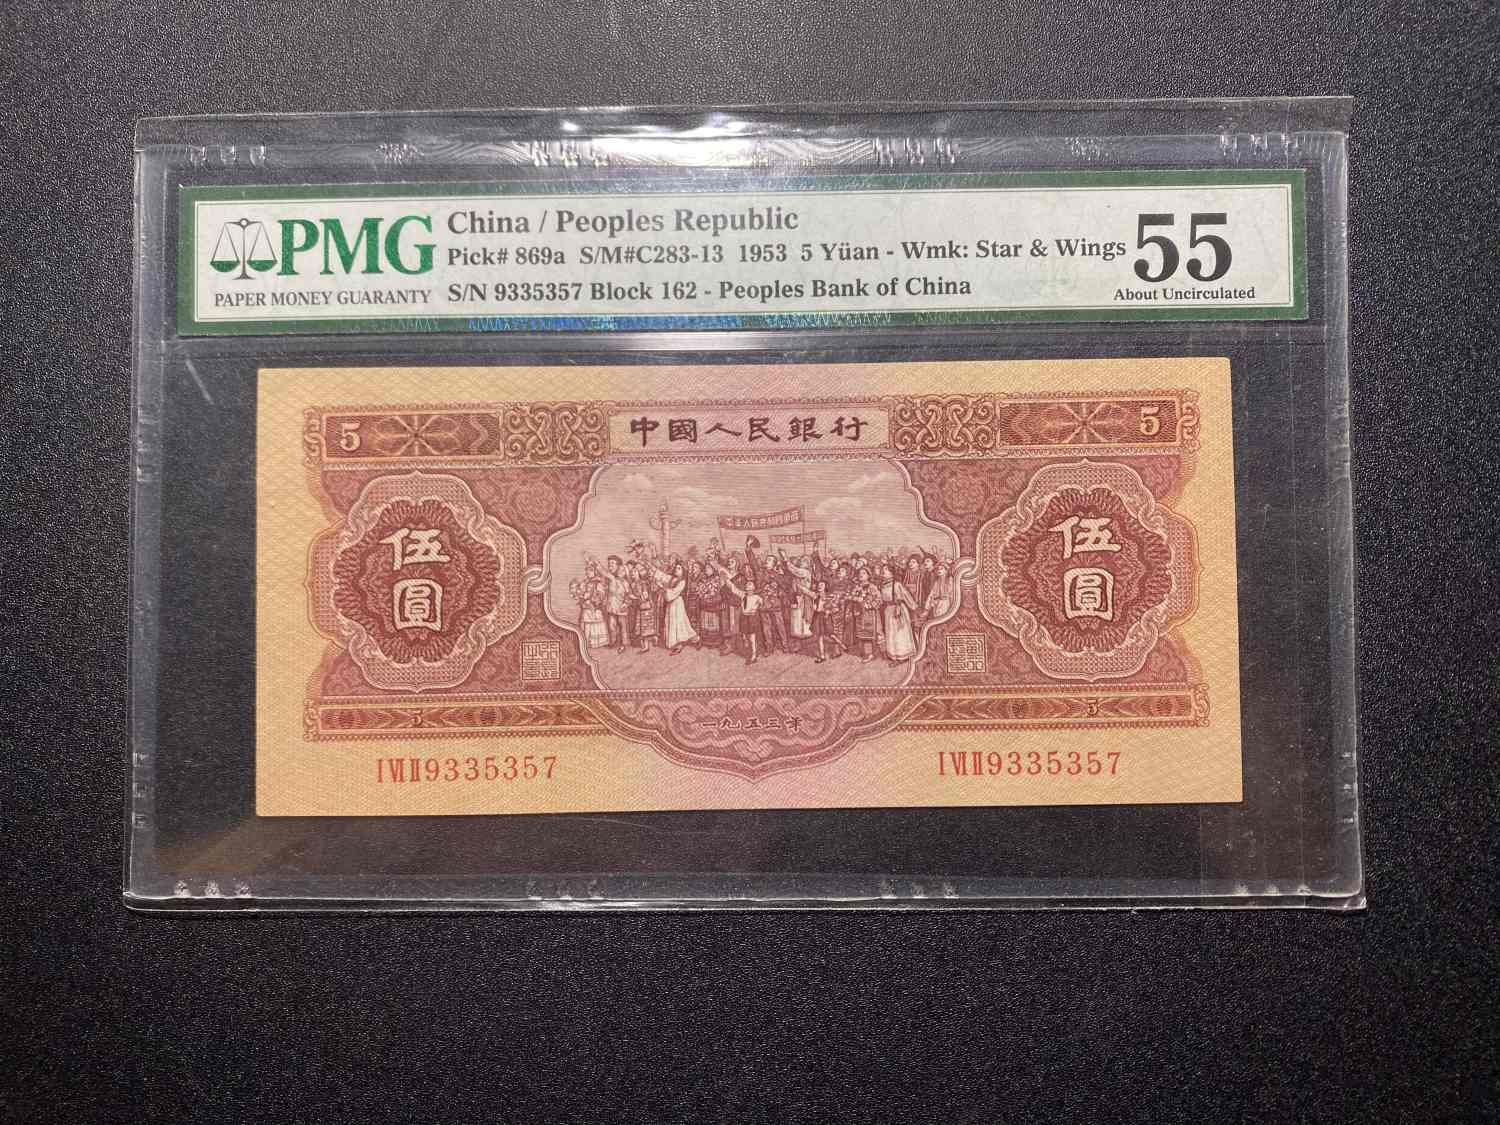 PMG
PAPER MONEY GUARANTY
China / Peoples Republic
Pick# 869a S/M#C283-13 1953 5 Yüan - Wmk: Star & Wings
S/N 9335357 Block 162 - Peoples Bank of China
55
About Uncirculated
5 中國人民銀行 5
伍圓 伍圓
5 一九五三年 5
I VI II 9335357 I VI II 9335357